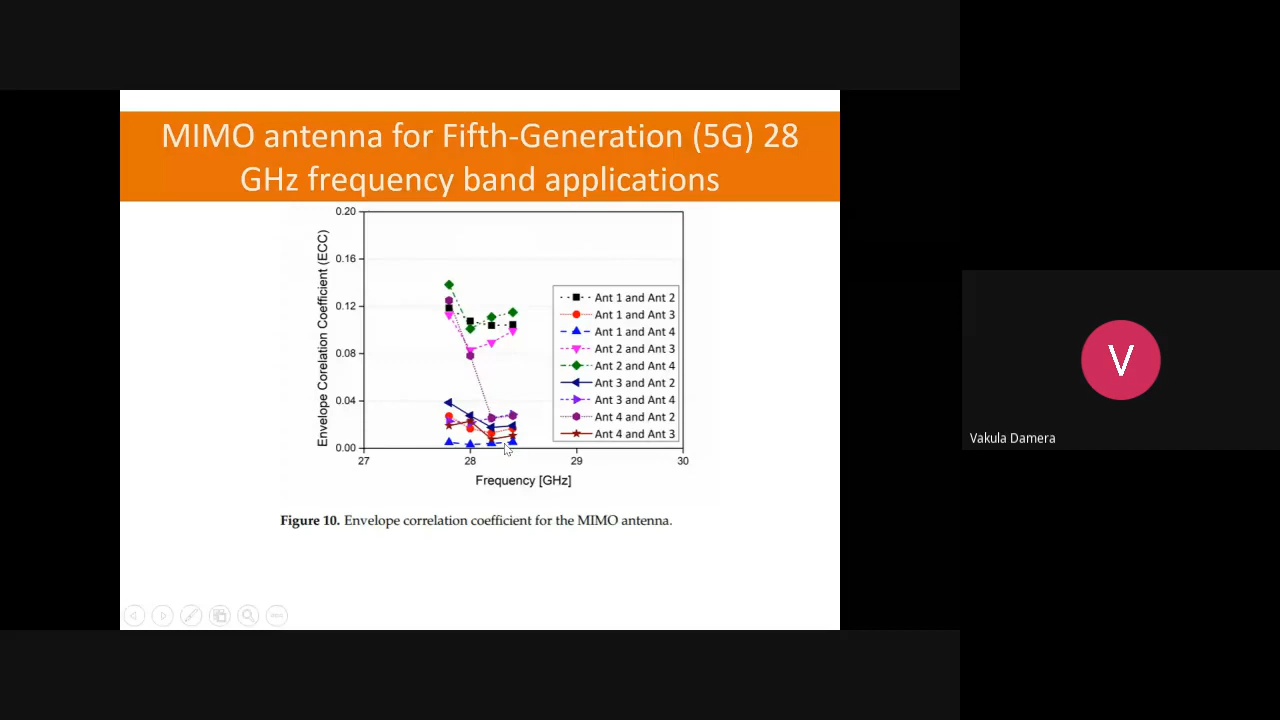 MIMO antenna for Fifth-Generation (5G) 28
GHz frequency band applications
0.20
0.16
0.12
0.08
0.04
0.00
Envelope Corelation Coefficient (ECC)
27
28
29
30
Frequency [GHz]
Ant 1 and Ant 2
Ant 1 and Ant 3
Ant 1 and Ant 4
Ant 2 and Ant 3
Ant 2 and Ant 4
Ant 3 and Ant 2
Ant 3 and Ant 4
Ant 4 and Ant 2
Ant 4 and Ant 3
Figure 10. Envelope correlation coefficient for the MIMO antenna.
V
Vakula Damera